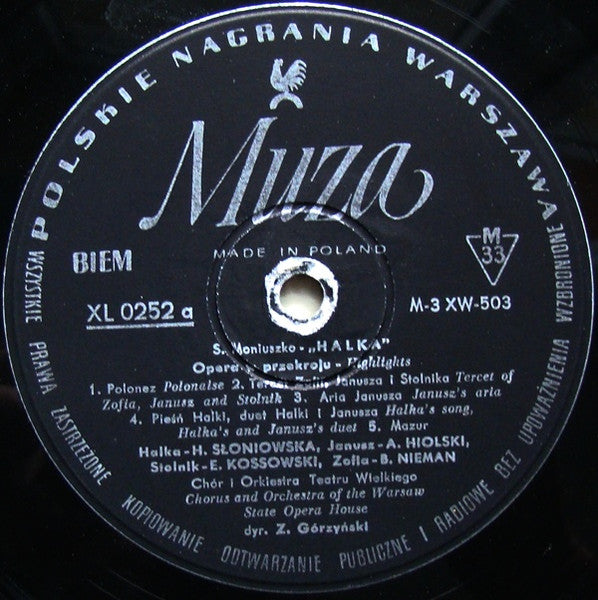 POLSKIE NAGRANIA WARSZAWA
Muza
MADE IN POLAND
BIEM
M
33
XL 0252 a
M-3 XW-503
S. Moniuszko - „HALKA”
Opera w przekroju - Highlights
1. Polonez Polonaise 2. Tercet Zofii Janusza i Stolnika Tercet of
Zofia, Janusz and Stolnik 3. Aria Janusza Janusz's aria
4. Pieśń Halki, duet Halki i Janusza Halka's song,
Halka's and Janusz's duet 5. Mazur
Halka-H. SŁONIOWSKA, Janusz-A. HIOLSKI,
Stolnik-E. KOSSOWSKI, Zofia-B. NIEMAN
Chór i Orkiestra Teatru Wielkiego
Chorus and Orchestra of the Warsaw
State Opera House
dyr. Z. Górzyński
WSZYSTKIE PRAWA ZASTRZEŻONE KOPIOWANIE ODTWARZANIE PUBLICZNE I RADIOWE BEZ UPOWAŻNIENIA WZBRONIONE